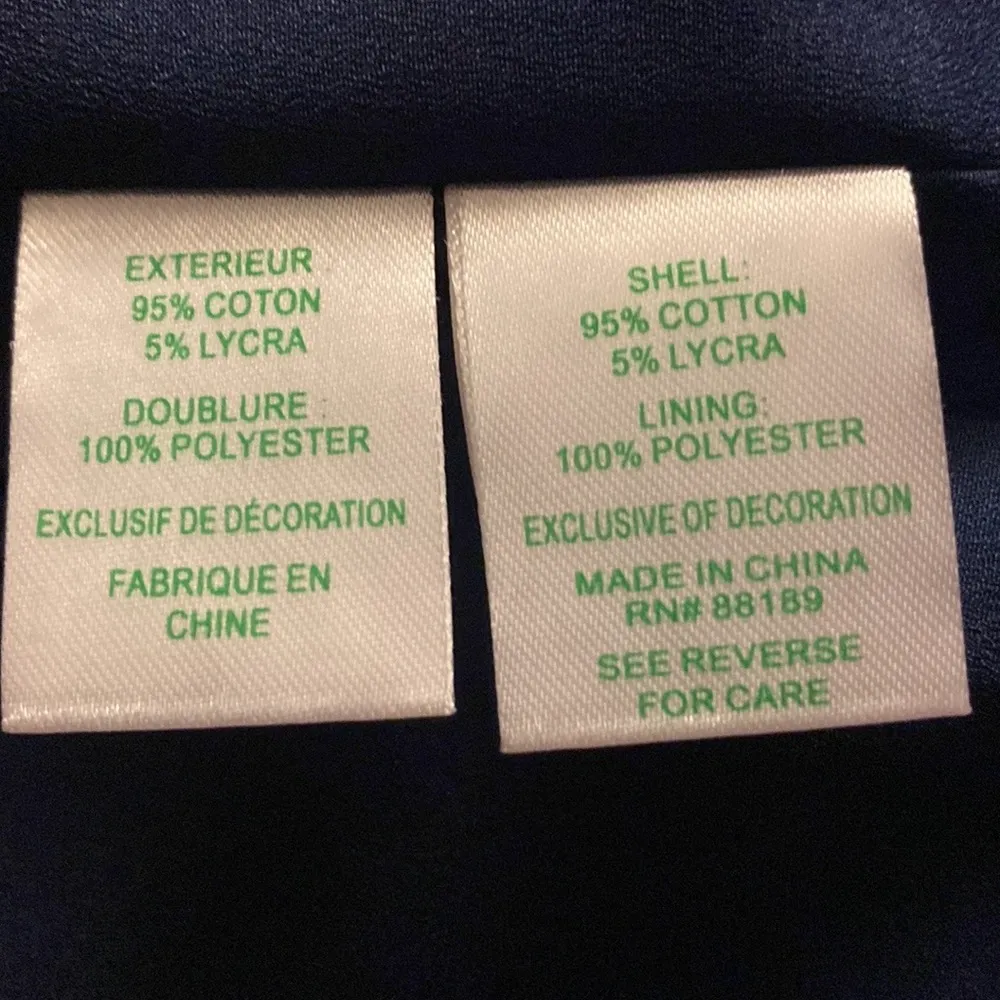 EXTERIEUR :
95% COTON
5% LYCRA
DOUBLURE :
100% POLYESTER
EXCLUSIF DE DÉCORATION
FABRIQUE EN
CHINE
SHELL:
95% COTTON
5% LYCRA
LINING:
100% POLYESTER
EXCLUSIVE OF DECORATION
MADE IN CHINA
RN# 88189
SEE REVERSE
FOR CARE